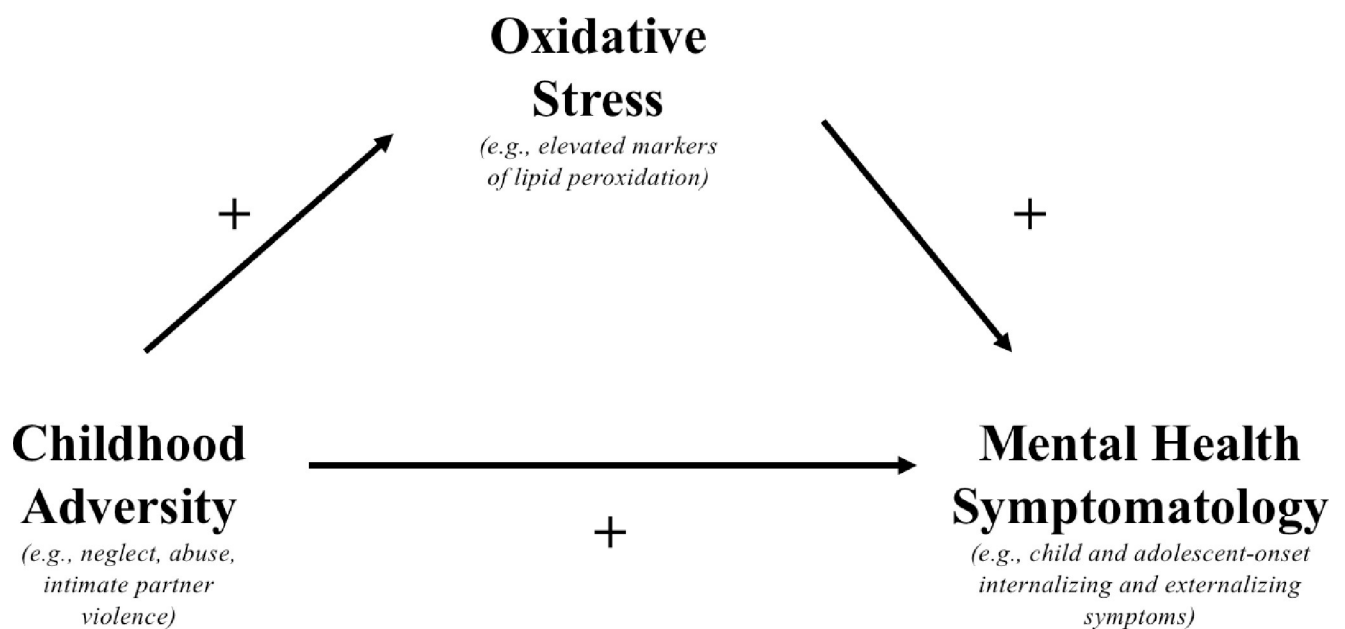 Oxidative
Stress
(e.g., elevated markers
of lipid peroxidation)
+
+
Childhood
Adversity
(e.g., neglect, abuse,
intimate partner
violence)
+
Mental Health
Symptomatology
(e.g., child and adolescent-onset
internalizing and externalizing
symptoms)